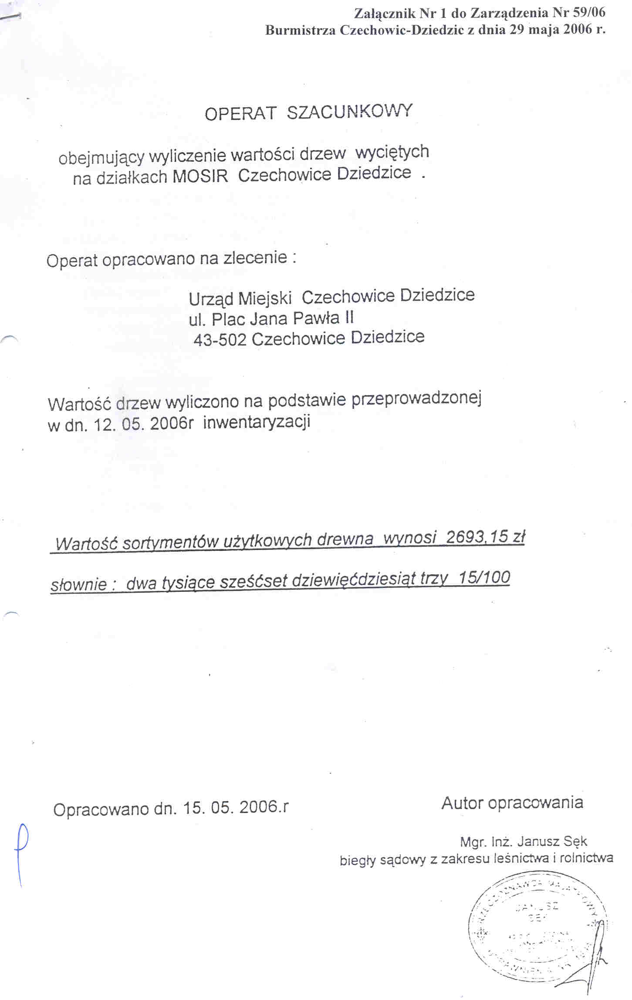 Załącznik Nr 1 do Zarządzenia Nr 59/06
Burmistrza Czechowic-Dziedzic z dnia 29 maja 2006 r.
OPERAT SZACUNKOWY
obejmujący wyliczenie wartości drzew wyciętych
na działkach MOSIR Czechowice Dziedzice .
Operat opracowano na zlecenie :
Urząd Miejski Czechowice Dziedzice
ul. Plac Jana Pawła II
43-502 Czechowice Dziedzice
Wartość drzew wyliczono na podstawie przeprowadzonej
w dn. 12. 05. 2006r inwentaryzacji
Wartość sortymentów użytkowych drewna wynosi 2693,15 zł
słownie : dwa tysiące sześćset dziewięćdziesiąt trzy 15/100
Opracowano dn. 15. 05. 2006.r
Autor opracowania
Mgr. Inż. Janusz Sęk
biegły sądowy z zakresu leśnictwa i rolnictwa
RZECZOZNAWCA MAJĄTKOWY
JANUSZ
SĘK